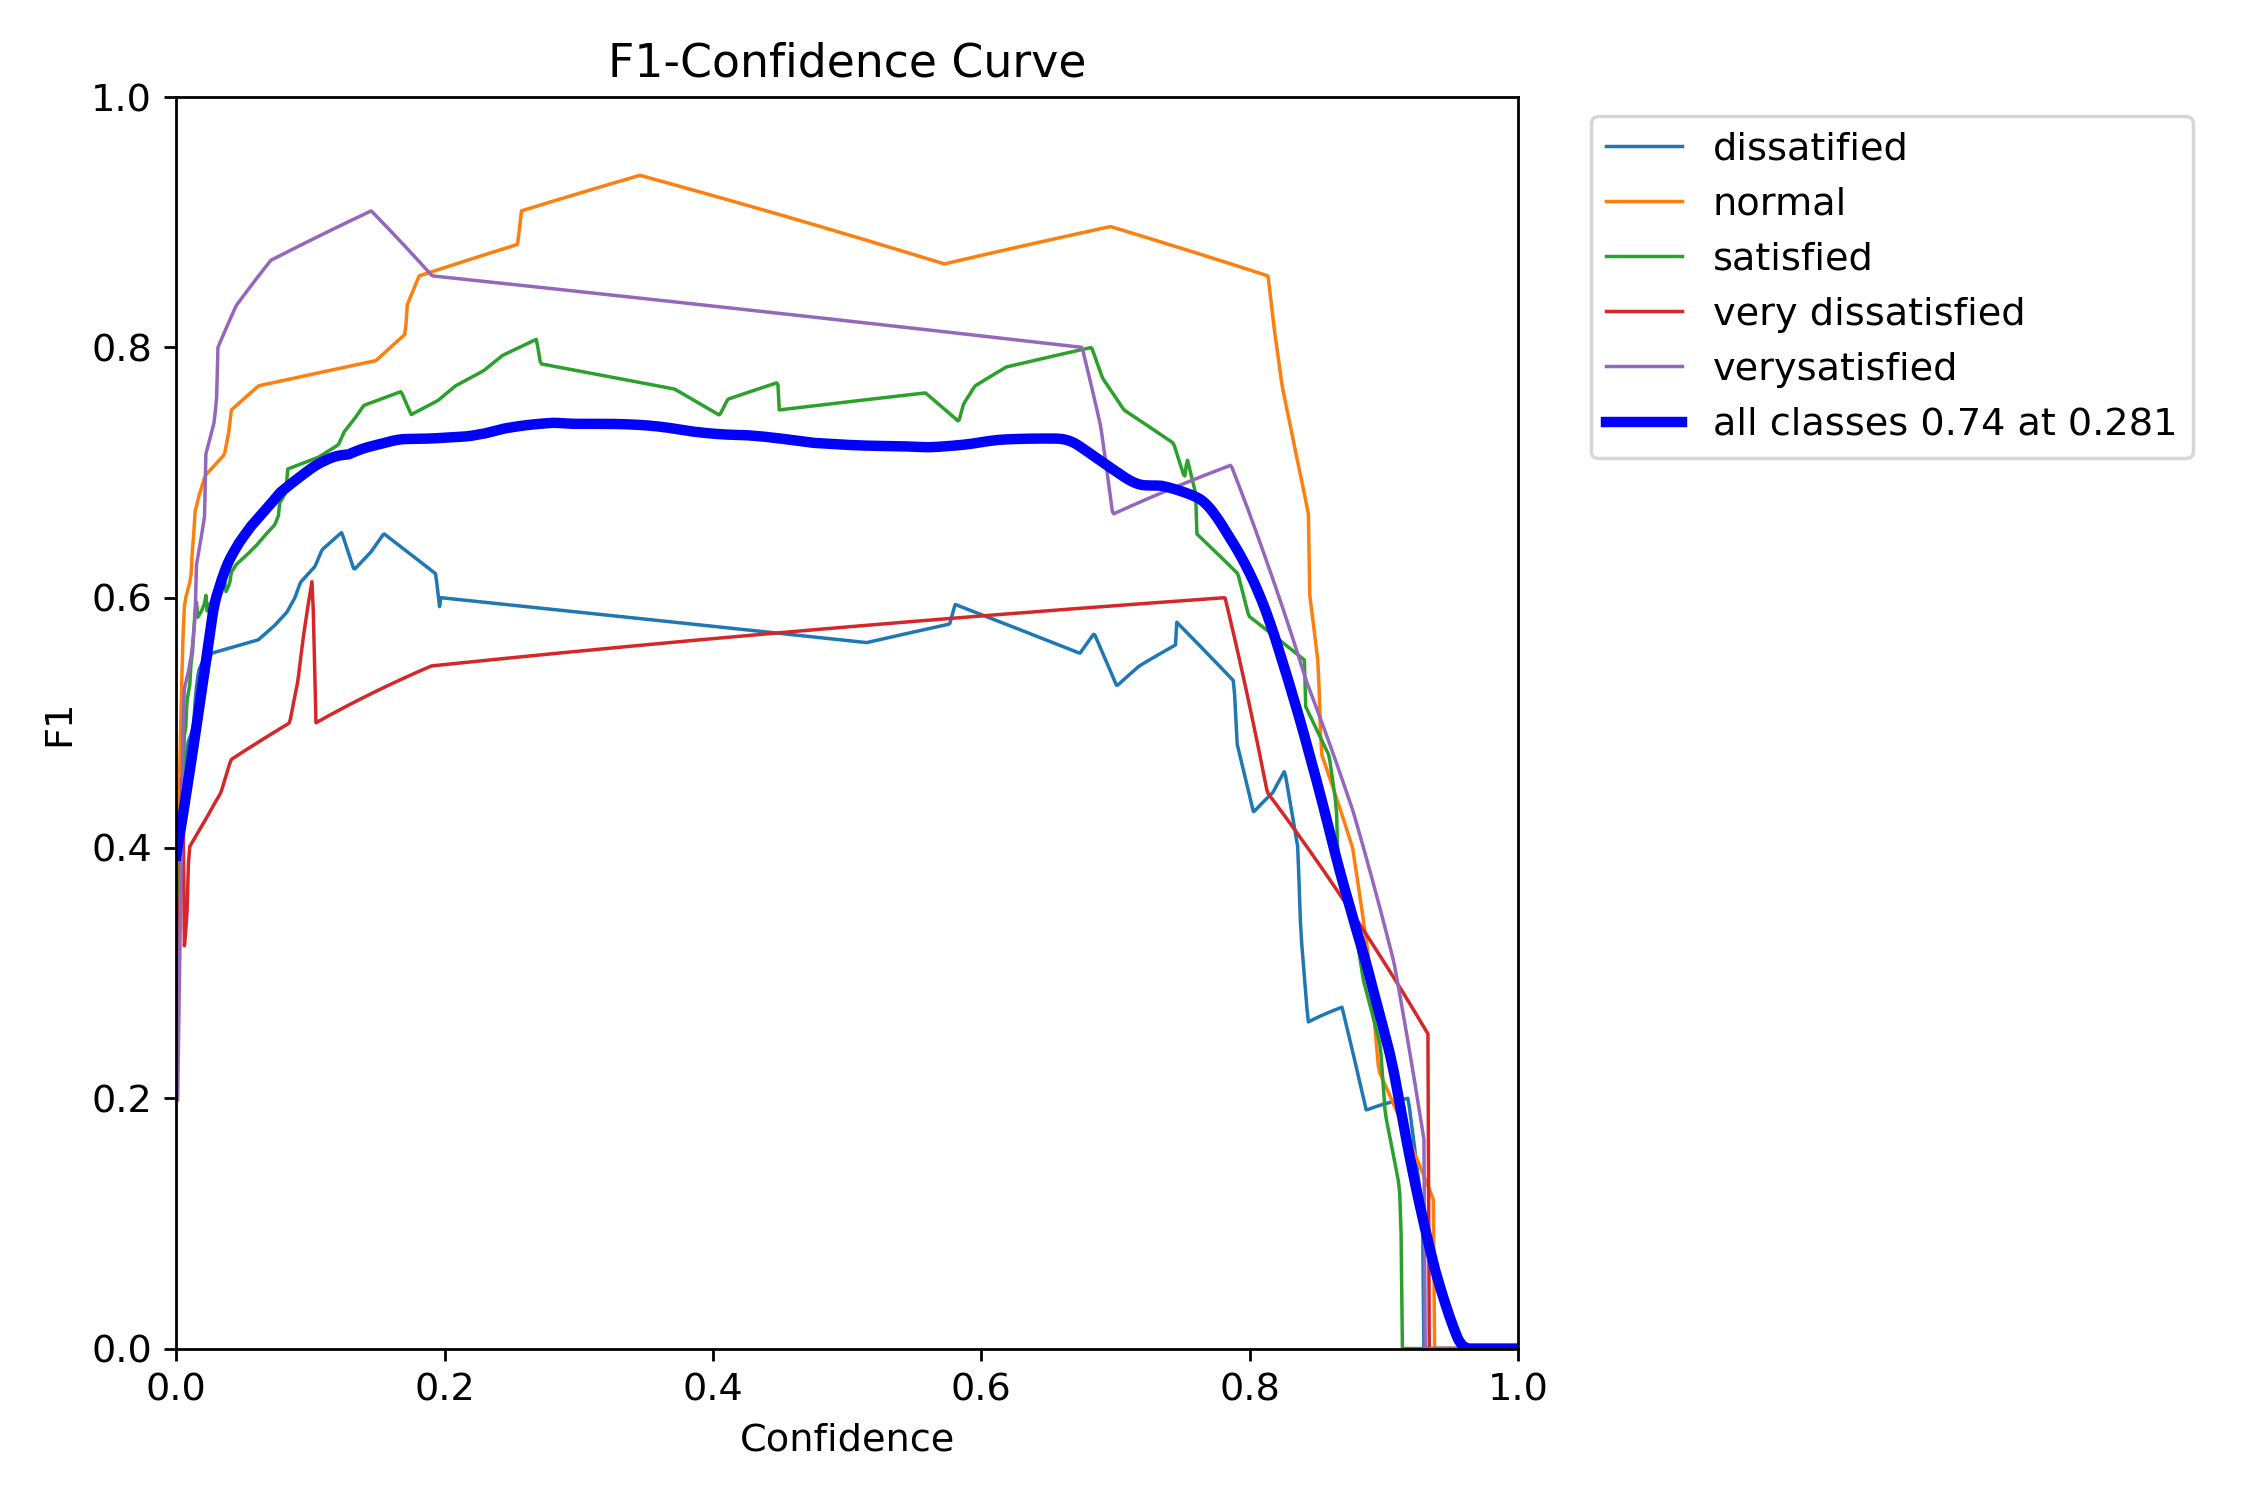 F1-Confidence Curve
1.0
0.8
0.6
0.4
0.2
0.0
F1
0.0 0.2 0.4 0.6 0.8 1.0
Confidence
dissatified
normal
satisfied
very dissatisfied
verysatisfied
all classes 0.74 at 0.281